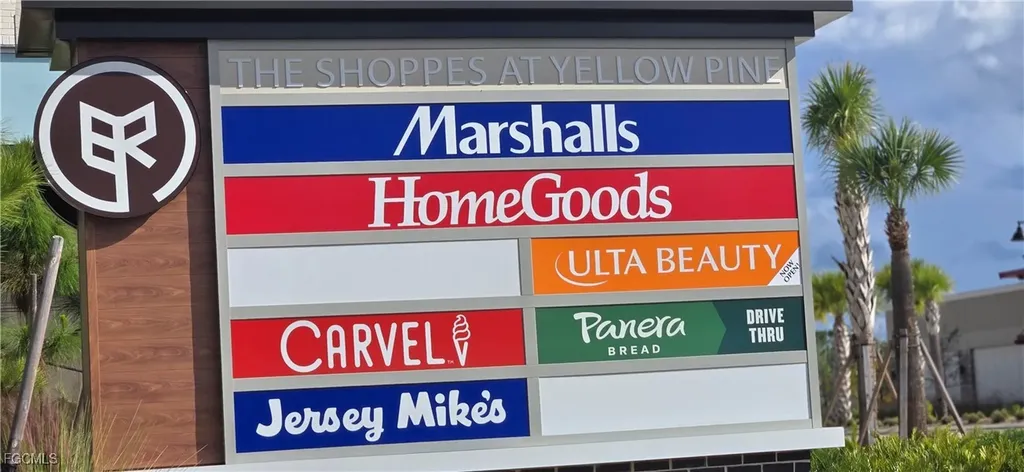 THE SHOPPES AT YELLOW PINE
Marshalls
HomeGoods
ULTA BEAUTY
NOW
OPEN!
CARVEL
TM
Panera
BREAD
DRIVE
THRU
Jersey Mike's
FGCMLS